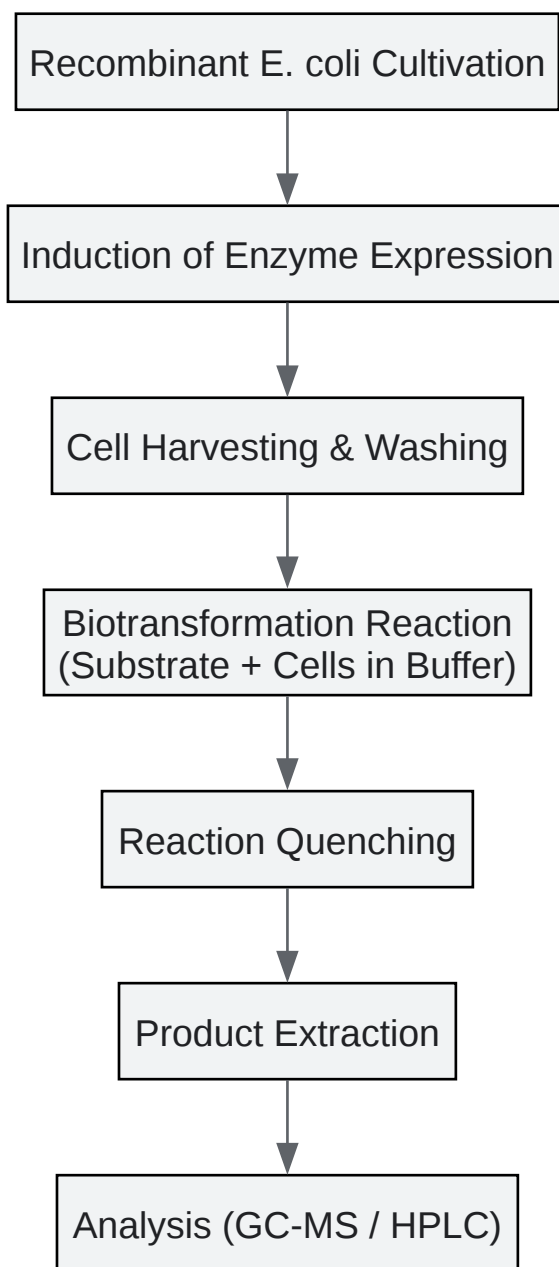 Recombinant E. coli Cultivation
Induction of Enzyme Expression
Cell Harvesting & Washing
Biotransformation Reaction
(Substrate + Cells in Buffer)
Reaction Quenching
Product Extraction
Analysis (GC-MS / HPLC)